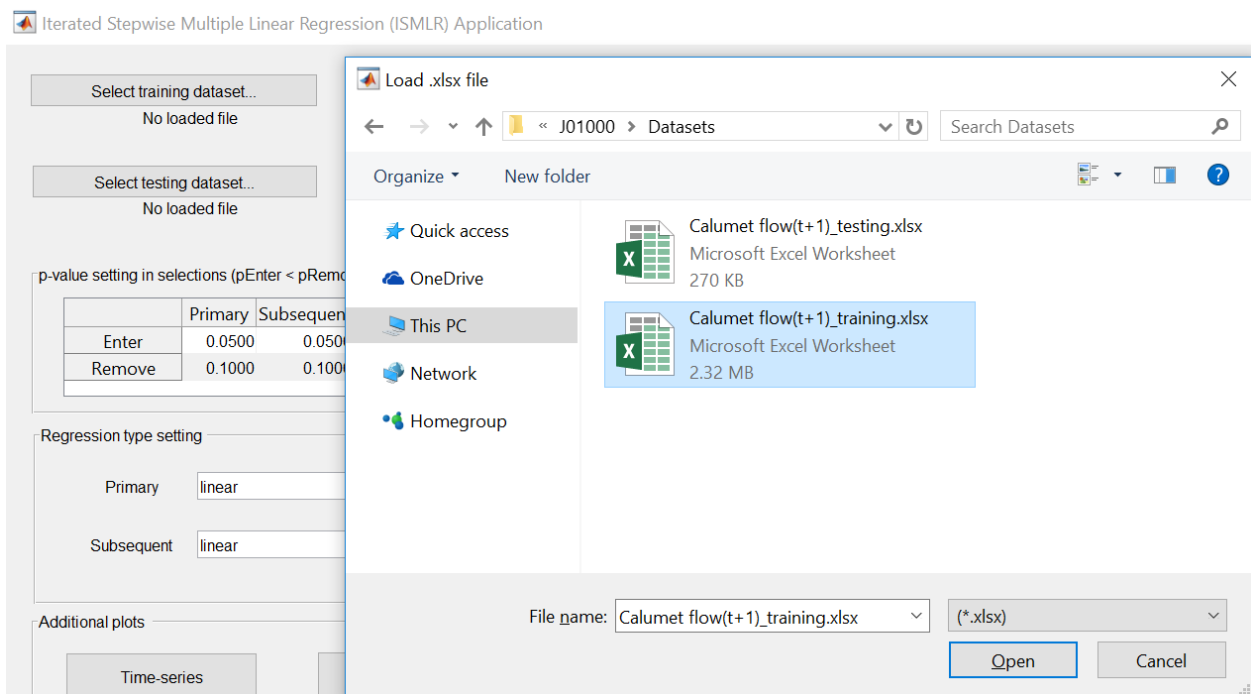 Iterated Stepwise Multiple Linear Regression (ISMLR) Application
Select training dataset...
No loaded file
Select testing dataset...
No loaded file
p-value setting in selections (pEnter < pRemo
Primary Subsequen
Enter 0.0500 0.050
Remove 0.1000 0.100
Regression type setting
Primary linear
Subsequent linear
Additional plots
Time-series
Load .xlsx file
« J01000 > Datasets
Search Datasets
Organize
New folder
Quick access
OneDrive
This PC
Network
Homegroup
Calumet flow(t+1)_testing.xlsx
Microsoft Excel Worksheet
270 KB
Calumet flow(t+1)_training.xlsx
Microsoft Excel Worksheet
2.32 MB
File name: Calumet flow(t+1)_training.xlsx
(*.xlsx)
Open
Cancel